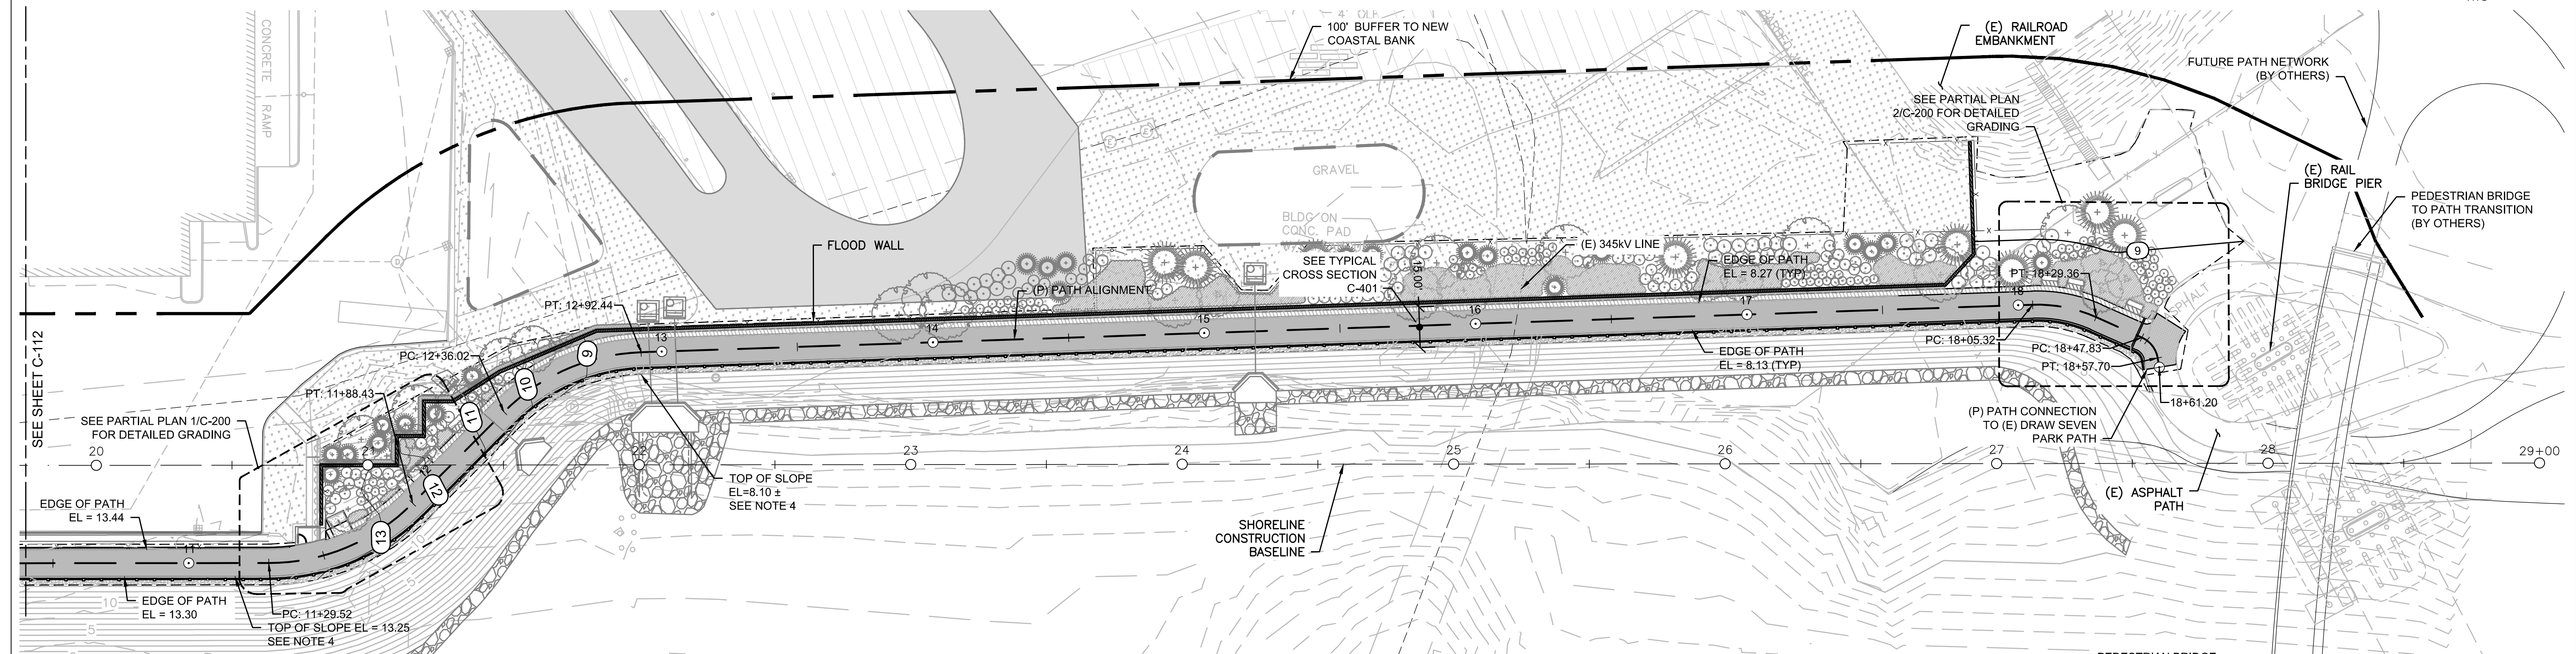 SEE SHEET C-112
CONCRETE RAMP
100' BUFFER TO NEW
COASTAL BANK
(E) RAILROAD
EMBANKMENT
FUTURE PATH NETWORK
(BY OTHERS)
SEE PARTIAL PLAN
2/C-200 FOR DETAILED
GRADING
(E) RAIL
BRIDGE PIER
PEDESTRIAN BRIDGE
TO PATH TRANSITION
(BY OTHERS)
GRAVEL
BLDG ON
CONC. PAD
FLOOD WALL
(E) 345kV LINE
SEE TYPICAL
CROSS SECTION
C-401
15.00'
EDGE OF PATH
EL = 8.27 (TYP)
(P) PATH ALIGNMENT
PT: 12+92.44
PC: 12+36.02
PT: 11+88.43
SEE PARTIAL PLAN 1/C-200
FOR DETAILED GRADING
PT: 18+29.36
9
PC: 18+05.32
PC: 18+47.83
PT: 18+57.70
18+61.20
ASPHALT
EDGE OF PATH
EL = 8.13 (TYP)
(P) PATH CONNECTION
TO (E) DRAW SEVEN
PARK PATH
(E) ASPHALT
PATH
11
12
13
14
15
16
17
18
9
10
11
12
13
20
21
22
23
24
25
26
27
28
29+00
TOP OF SLOPE
EL=8.10 ±
SEE NOTE 4
SHORELINE
CONSTRUCTION
BASELINE
EDGE OF PATH
EL = 13.44
EDGE OF PATH
EL = 13.30
PC: 11+29.52
TOP OF SLOPE EL = 13.25
SEE NOTE 4
10
5
5
E
E
D
PEDESTRIAN BRIDGE